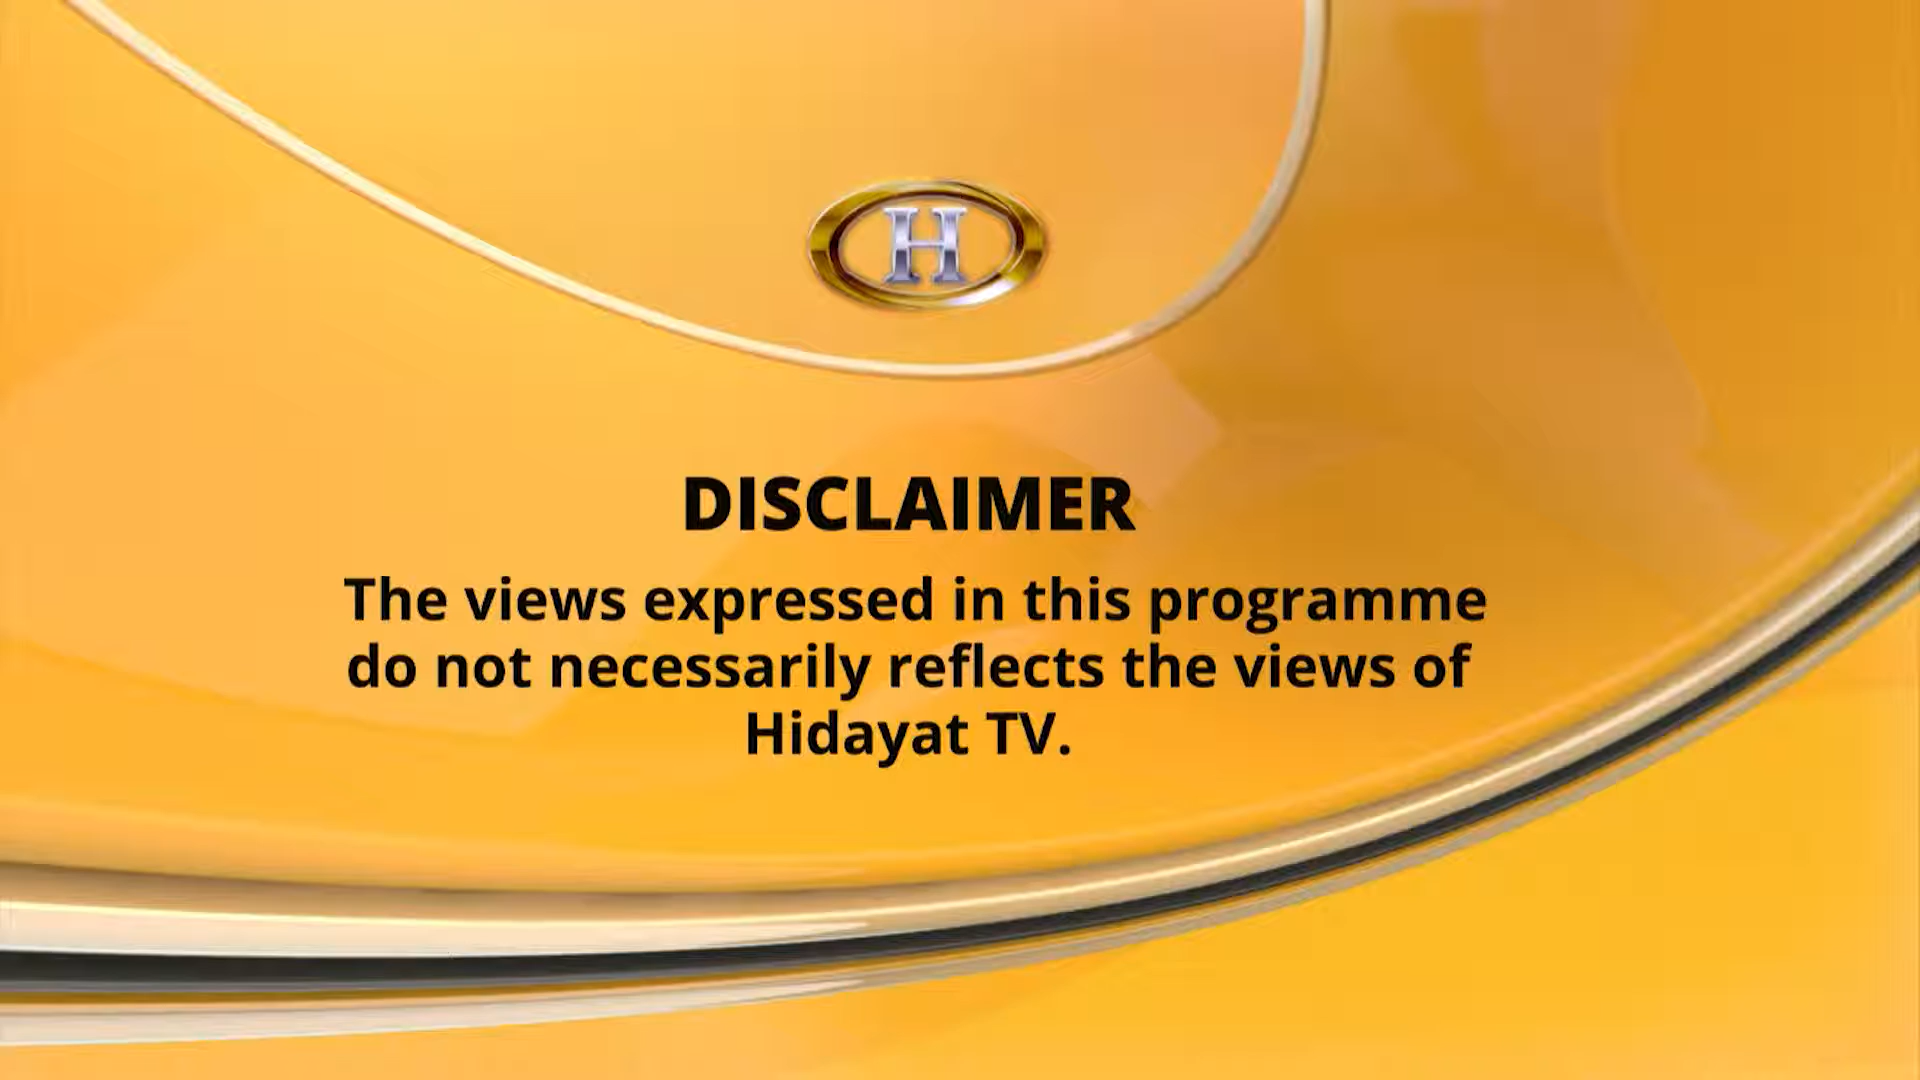 H
DISCLAIMER
The views expressed in this programme
do not necessarily reflects the views of
Hidayat TV.